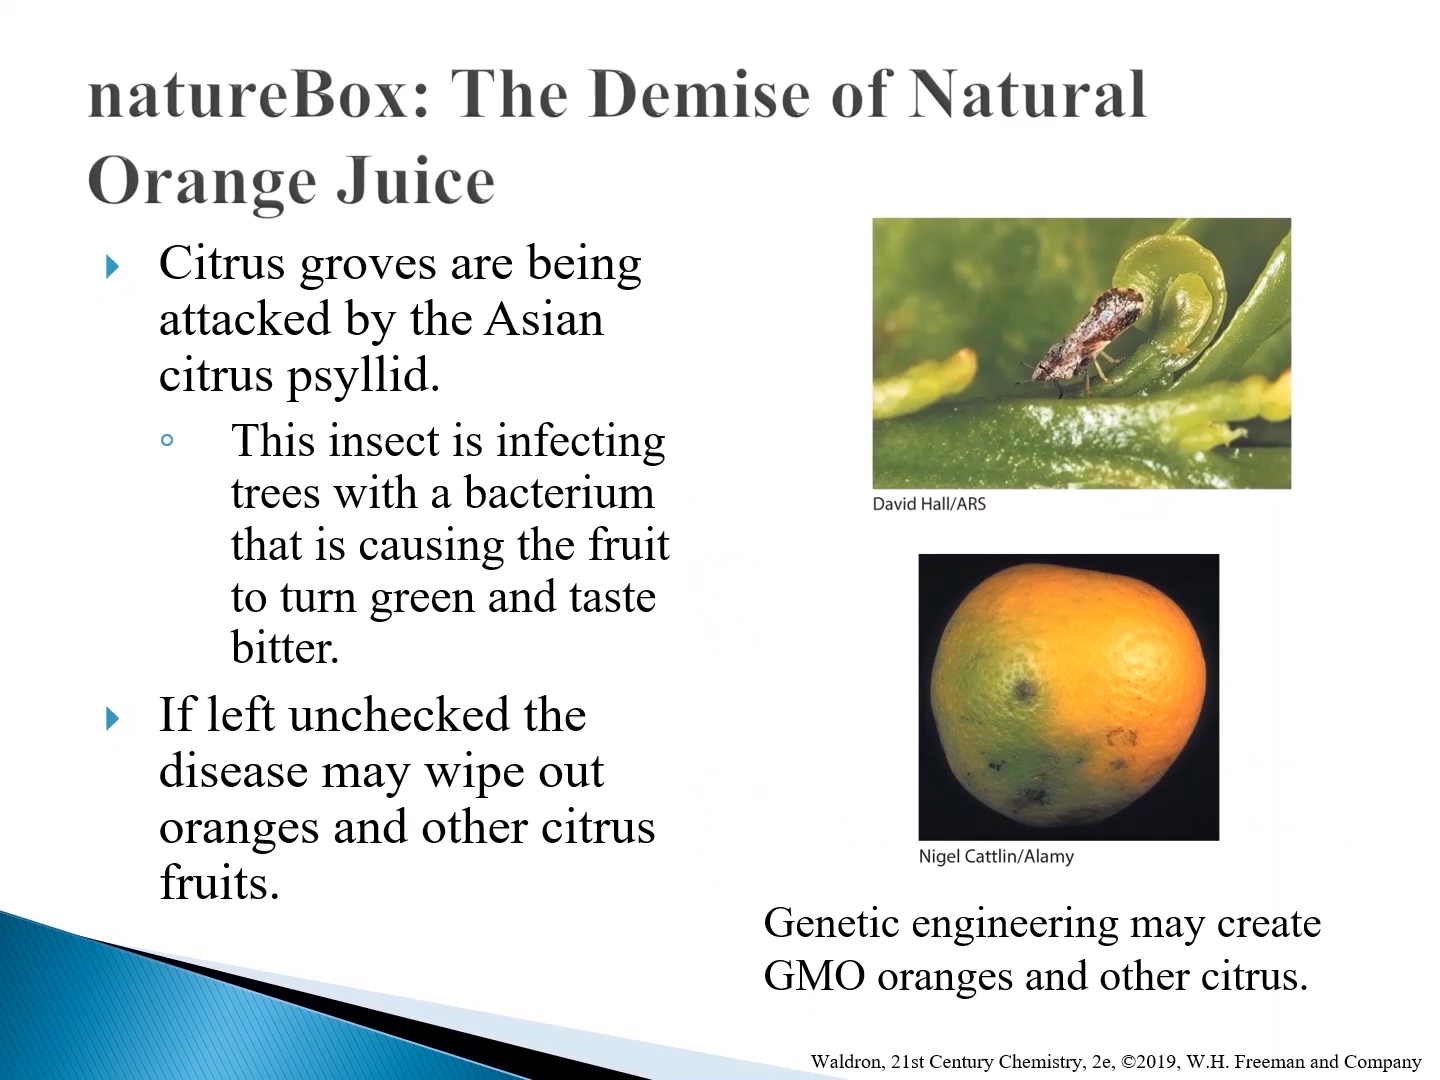 natureBox: The Demise of Natural
Orange Juice
Citrus groves are being
attacked by the Asian
citrus psyllid.
This insect is infecting
trees with a bacterium
that is causing the fruit
to turn green and taste
bitter.
If left unchecked the
disease may wipe out
oranges and other citrus
fruits.
David Hall/ARS
Nigel Cattlin/Alamy
Genetic engineering may create
GMO oranges and other citrus.
Waldron, 21st Century Chemistry, 2e, ©2019, W.H. Freeman and Company